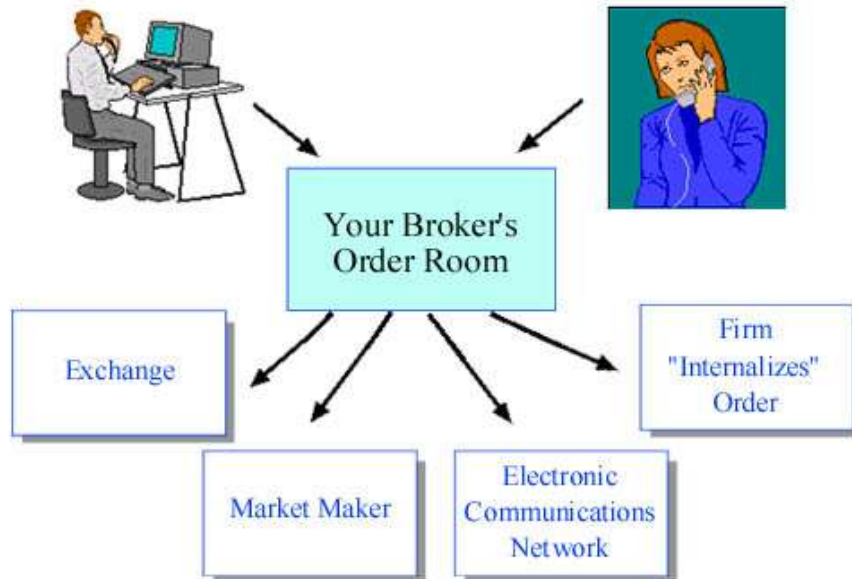 Your Broker's
Order Room
Exchange
Market Maker
Electronic
Communications
Network
Firm
"Internalizes"
Order